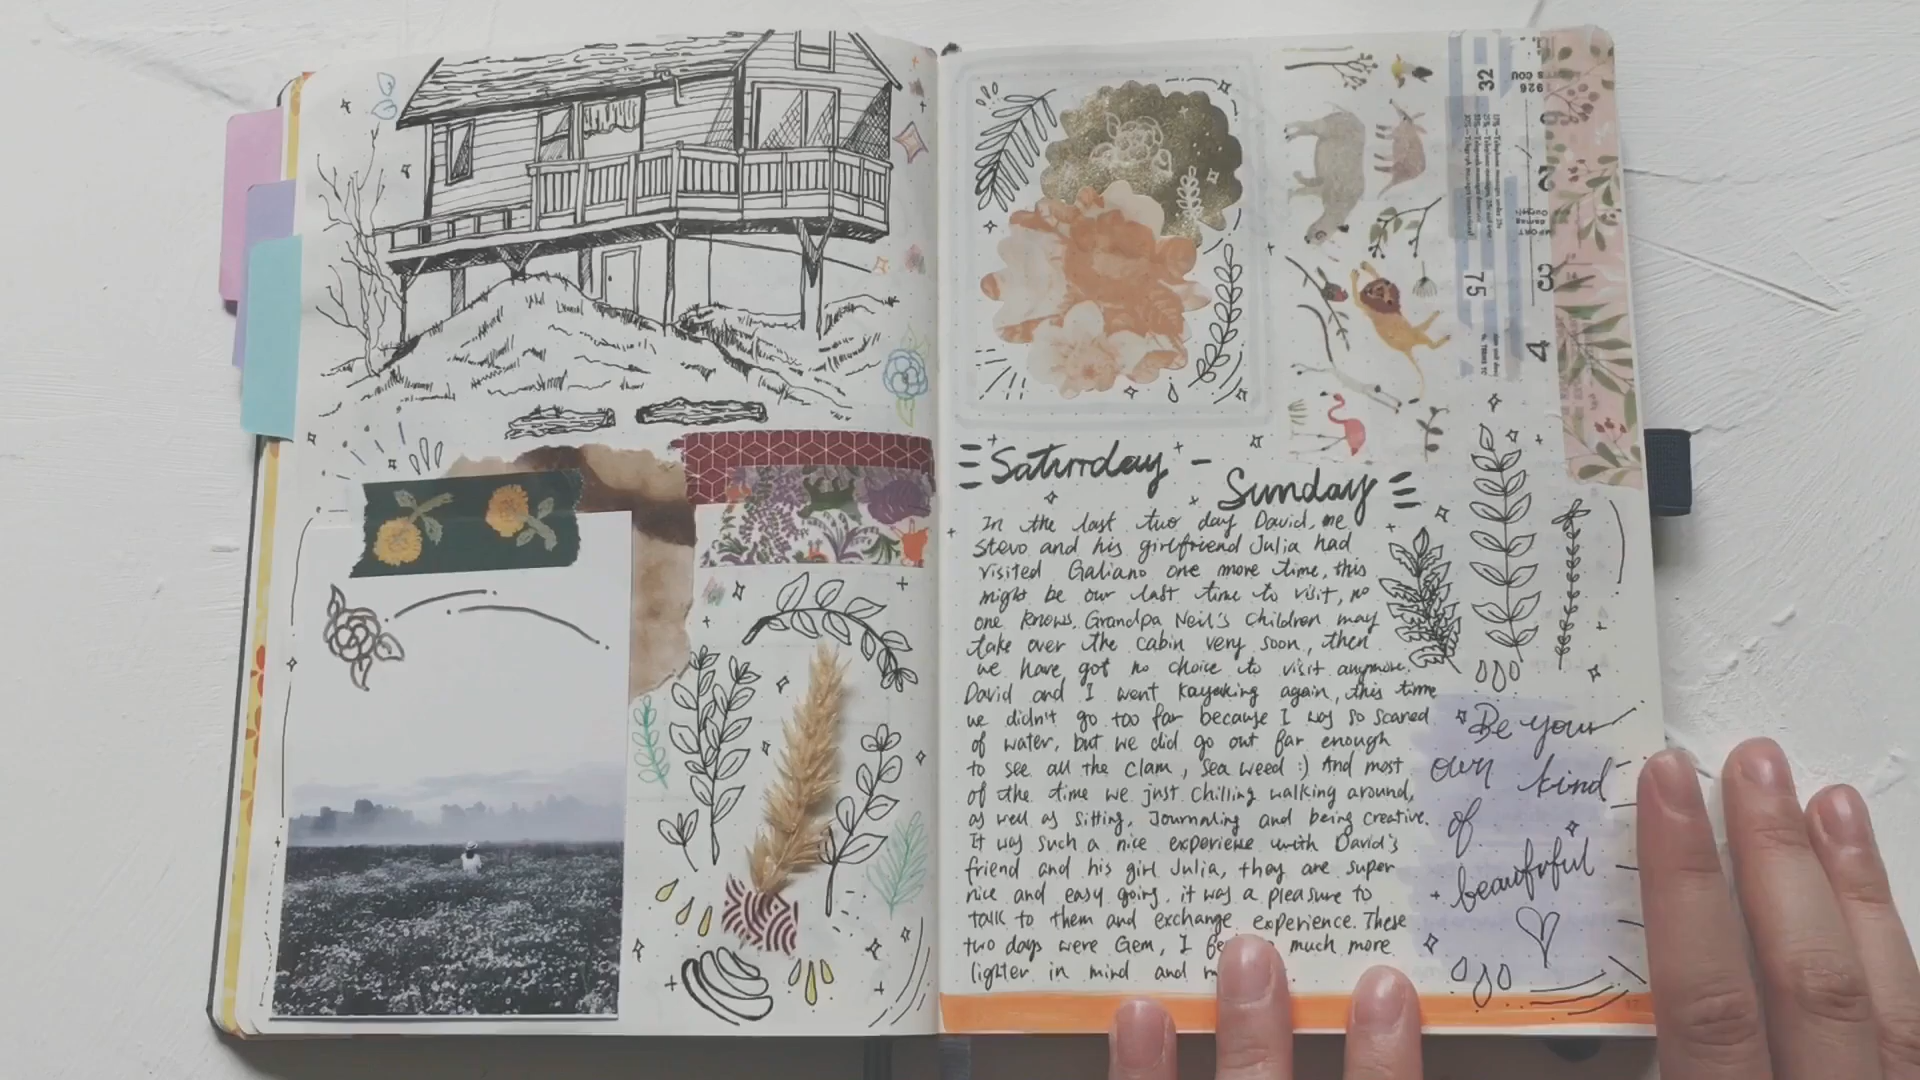 Saturday -
Sunday
In the last two day David, me
Stevo and his girlfriend Julia had
visited Galiano one more time, this
might be our last time to visit, no
one knows. Grandpa Neil's Children may
take over the cabin very soon, then
we have got no choice to visit anymore.
David and I went kayaking again, this time
we didn't go too far because I was so scared
of water, but we did go out far enough
to see all the clam, sea weed :) And most
of the time we just chilling walking around,
as well as sitting, Journaling and being creative.
It was such a nice experience with David's
friend and his girl Julia, they are super
nice and easy going, it was a pleasure to
talk to them and exchange experience. These
two days were Gem, I much more
lighter in mind and
Be your
own kind
of
beautiful
32
75
2
3
4